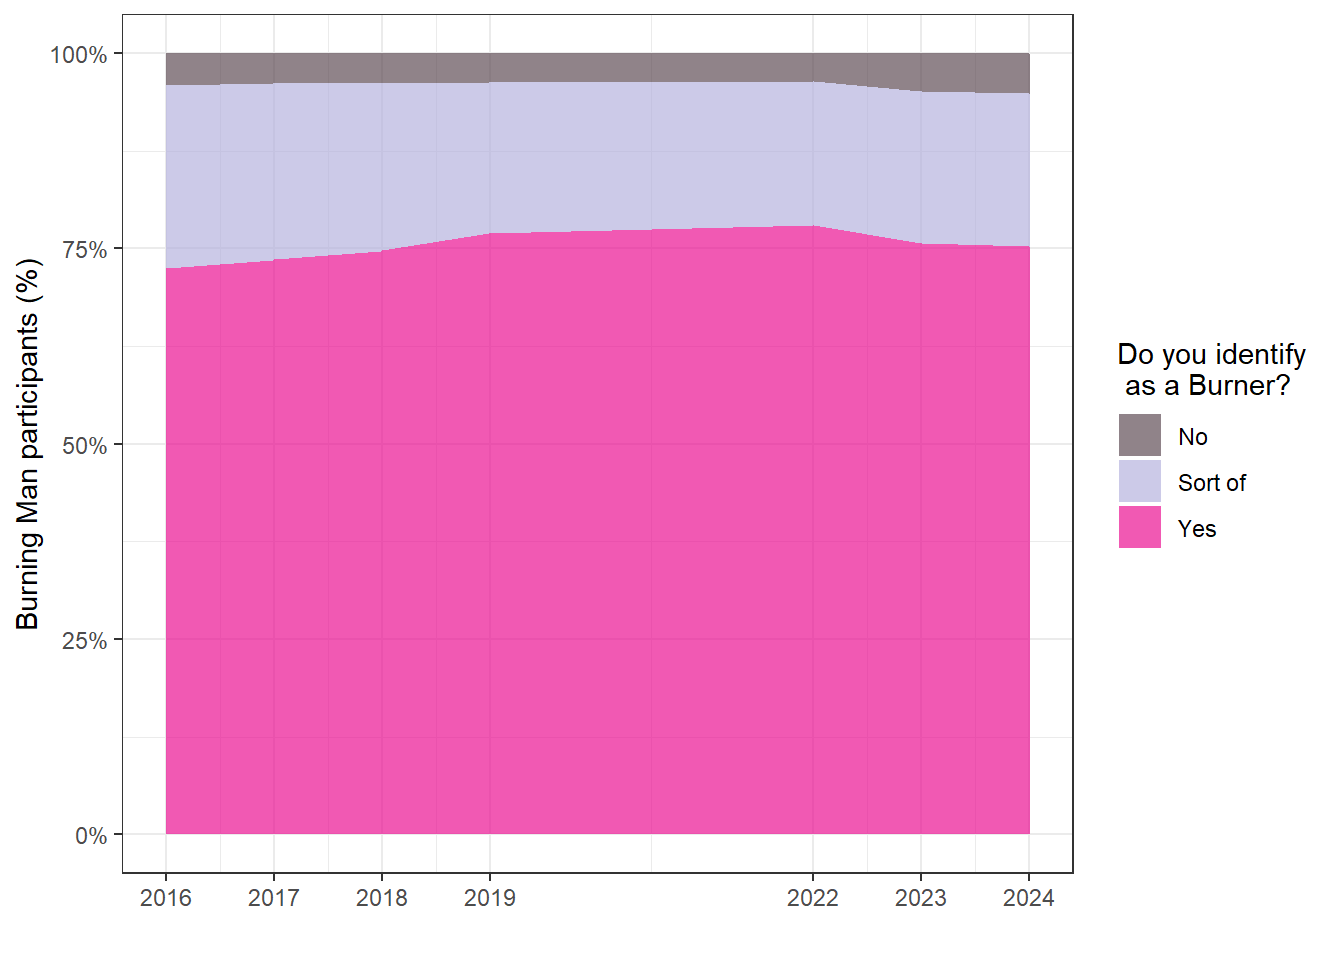 Burning Man participants (%)
100%
75%
50%
25%
0%
2016 2017 2018 2019 2022 2023 2024
Do you identify
as a Burner?
No
Sort of
Yes